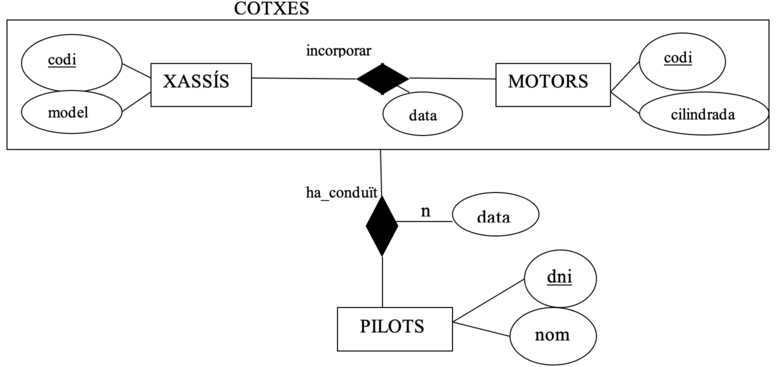 COTXES
incorporar
codi
XASSÍS
model
data
MOTORS
codi
cilindrada
ha_conduït
n
data
dni
PILOTS
nom